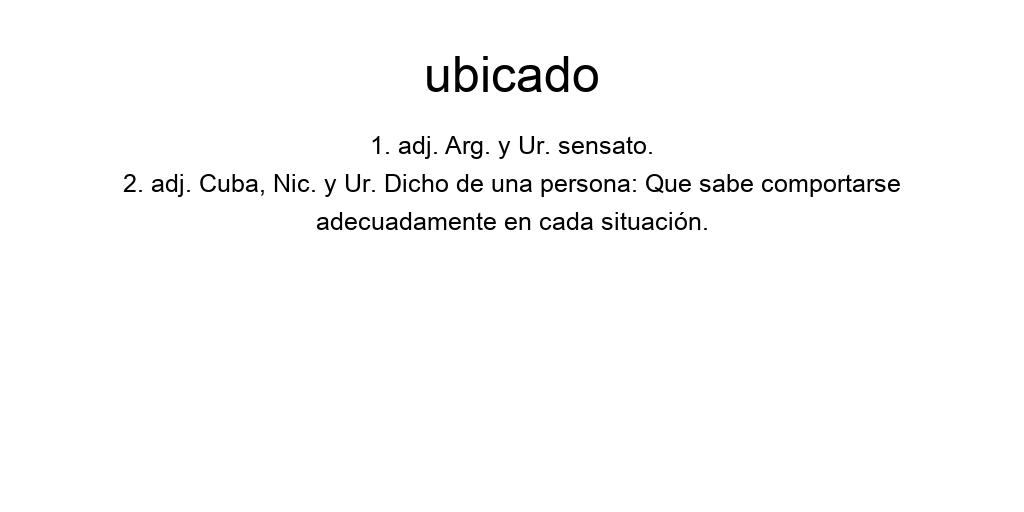 ubicado
1. adj. Arg. y Ur. sensato.
2. adj. Cuba, Nic. y Ur. Dicho de una persona: Que sabe comportarse
adecuadamente en cada situación.